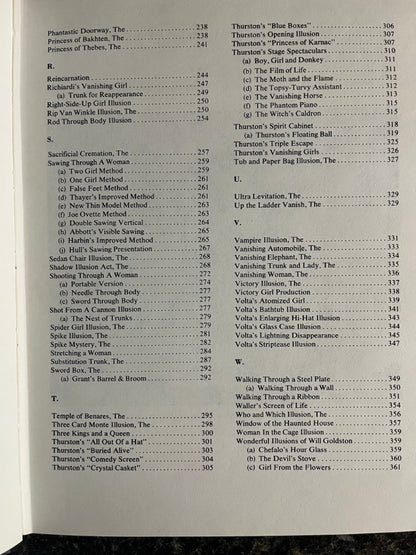 Phantastic Doorway, The 238
Princess of Bakhten, The 238
Princess of Thebes, The 241
R.
Reincarnation 244
Richiardi's Vanishing Girl 247
(a) Trunk for Reappearance 249
Right-Side-Up Girl Illusion 250
Rip Van Winkle Illusion, The 250
Rod Through Body Illusion 254
S.
Sacrificial Cremation, The 257
Sawing Through A Woman 259
(a) Two Girl Method 259
(b) One Girl Method 261
(c) False Feet Method 261
(d) Thayer's Improved Method 261
(e) New Thin Model Method 261
(f) Joe Ovette Method 261
(g) Double Sawing Vertical 264
(h) Abbott's Visible Sawing 265
(i) Harbin's Improved Method 265
(j) Hull's Sawing Presentation 267
Sedan Chair Illusion, The 268
Shadow Illusion Act, The 268
Shooting Through A Woman 272
(a) Portable Version 274
(b) Needle Through Body 274
(c) Sword Through Body 274
Shot From A Cannon Illusion 277
(a) The Nest of Trunks 279
Spider Girl Illusion, The 279
Spike Illusion, The 281
Spike Mystery, The 282
Stretching a Woman 284
Substitution Trunk, The 287
Sword Box, The 292
(a) Grant's Barrel & Broom 292
T.
Temple of Benares, The 295
Three Card Monte Illusion, The 298
Three Kings and a Queen 300
Thurston's "All Out of a Hat" 301
Thurston's "Buried Alive" 303
Thurston's "Comedy Screen" 304
Thurston's "Crystal Casket" 305
Thurston's "Blue Boxes" 306
Thurston's Opening Illusion 307
Thurston's "Princess of Karnac" 307
Thurston's Stage Spectaculars 310
(a) Boy, Girl and Donkey 311
(b) The Film of Life 311
(c) The Moth and the Flame 312
(d) The Topsy-Turvy Assistant 312
(e) The Vanishing Horse 313
(f) The Phantom Piano 315
(g) The Witch's Caldron 315
Thurston's Spirit Cabinet 318
(a) Thurston's Floating Ball 319
Thurston's Triple Escape 325
Thurston's Vanishing Girls 326
Tub and Paper Bag Illusion, The 327
U.
Ultra Levitation, The 329
Up the Ladder Vanish, The 329
V.
Vampire Illusion, The 331
Vanishing Automobile, The 333
Vanishing Elephant, The 334
Vanishing Trunk and Lady, The 335
Vanishing Woman, The 336
Victory Illusion, The 337
Victory Girl Production 338
Volta's Atomized Girl 339
Volta's Bathtub Illusion 341
Volta's Enlarging Hi-Hat Illusion 343
Volta's Glass Case Illusion 344
Volta's Lightning Disappearance 345
Volta's Striptease Illusion 347
W.
Walking Through a Steel Plate 349
(a) Walking Through a Wall 350
Walking Through a Ribbon 351
Waller's Screen of Life 354
Who and Which Illusion, The 356
Window of the Haunted House 357
Woman In the Cage Illusion 359
Wonderful Illusions of Will Goldston 359
(a) Chefalo's Hour Glass 359
(b) The Devil's Stove 360
(c) Girl From the Flowers 361